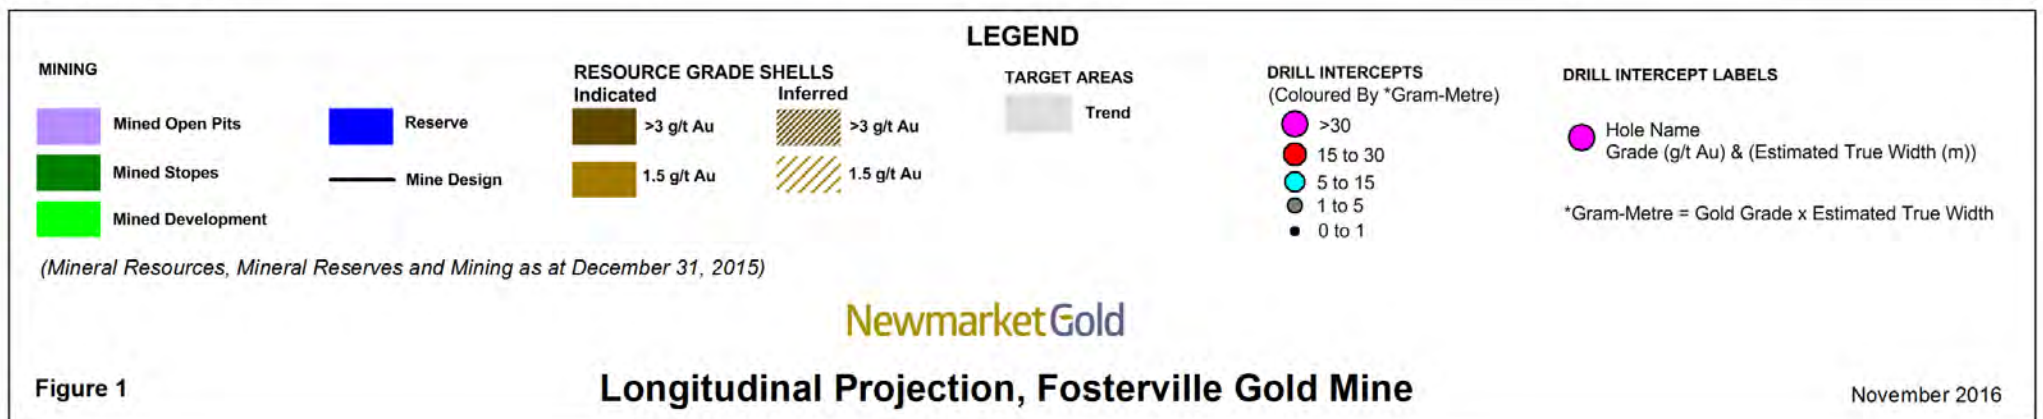 LEGEND
MINING
Mined Open Pits
Mined Stopes
Mined Development
Reserve
Mine Design
(Mineral Resources, Mineral Reserves and Mining as at December 31, 2015)
RESOURCE GRADE SHELLS
Indicated
>3 g/t Au
1.5 g/t Au
Inferred
>3 g/t Au
1.5 g/t Au
TARGET AREAS
Trend
DRILL INTERCEPTS
(Coloured By *Gram-Metre)
>30
15 to 30
5 to 15
1 to 5
0 to 1
DRILL INTERCEPT LABELS
Hole Name
Grade (g/t Au) & (Estimated True Width (m))
*Gram-Metre = Gold Grade x Estimated True Width
NewmarketGold
Figure 1
Longitudinal Projection, Fosterville Gold Mine
November 2016